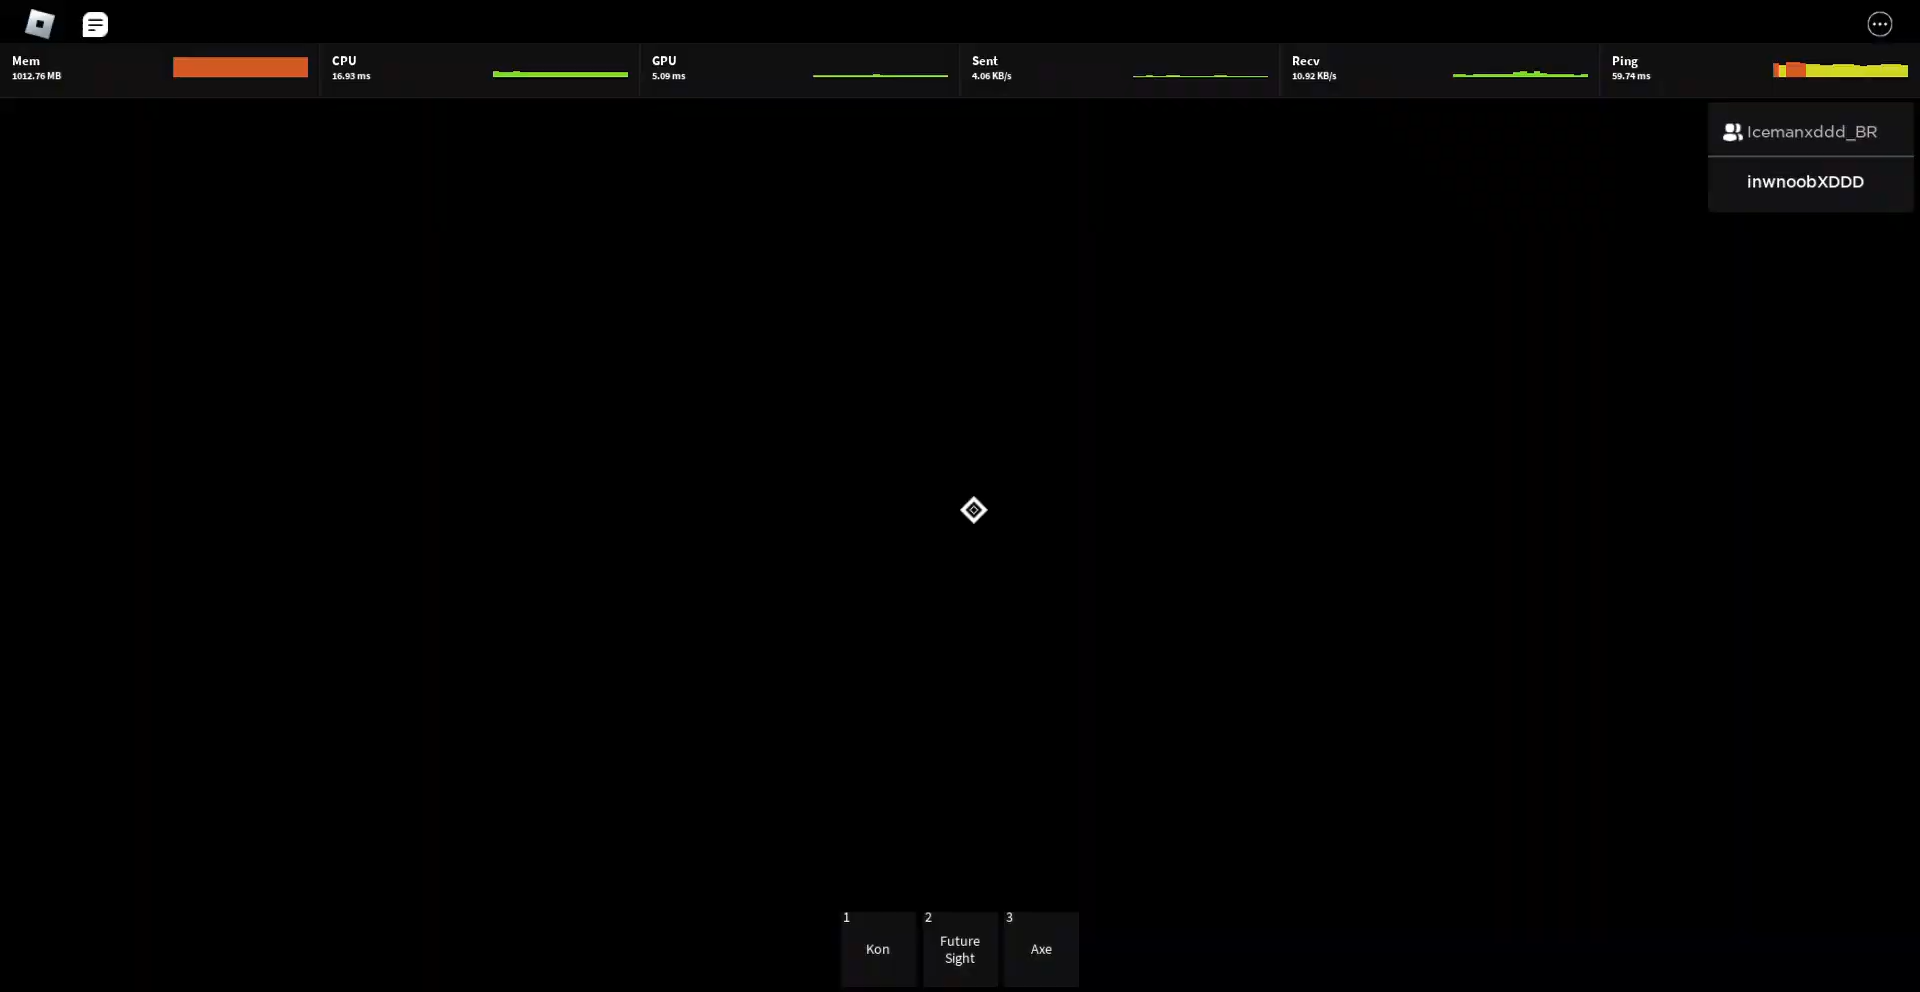 Mem
1012.76 MB
CPU
16.93 ms
GPU
5.09 ms
Sent
4.06 KB/s
Recv
10.92 KB/s
Ping
59.74 ms
Icemanxddd_BR
inwnoobXDDD
1
Kon
2
Future
Sight
3
Axe